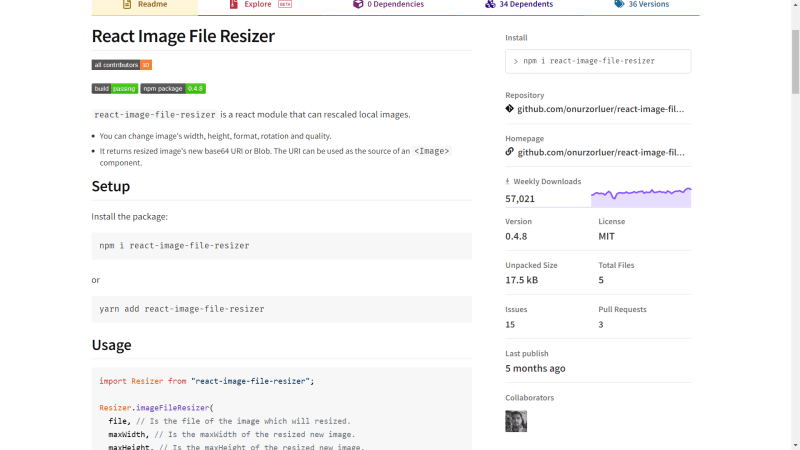 Readme
Explore BETA
0 Dependencies
34 Dependents
36 Versions
React Image File Resizer
all contributors 10
build passing npm package 0.4.8
react-image-file-resizer is a react module that can rescaled local images.
You can change image's width, height, format, rotation and quality.
It returns resized image's new base64 URI or Blob. The URI can be used as the source of an <Image>
component.
Setup
Install the package:
npm i react-image-file-resizer
or
yarn add react-image-file-resizer
Usage
import Resizer from "react-image-file-resizer";
Resizer.imageFileResizer(
file, // Is the file of the image which will resized.
maxWidth, // Is the maxWidth of the resized new image.
maxHeight, // Is the maxHeight of the resized new image.
Install
> npm i react-image-file-resizer
Repository
github.com/onurzorluer/react-image-fil...
Homepage
github.com/onurzorluer/react-image-fil...
Weekly Downloads
57,021
Version
0.4.8
License
MIT
Unpacked Size
17.5 kB
Total Files
5
Issues
15
Pull Requests
3
Last publish
5 months ago
Collaborators